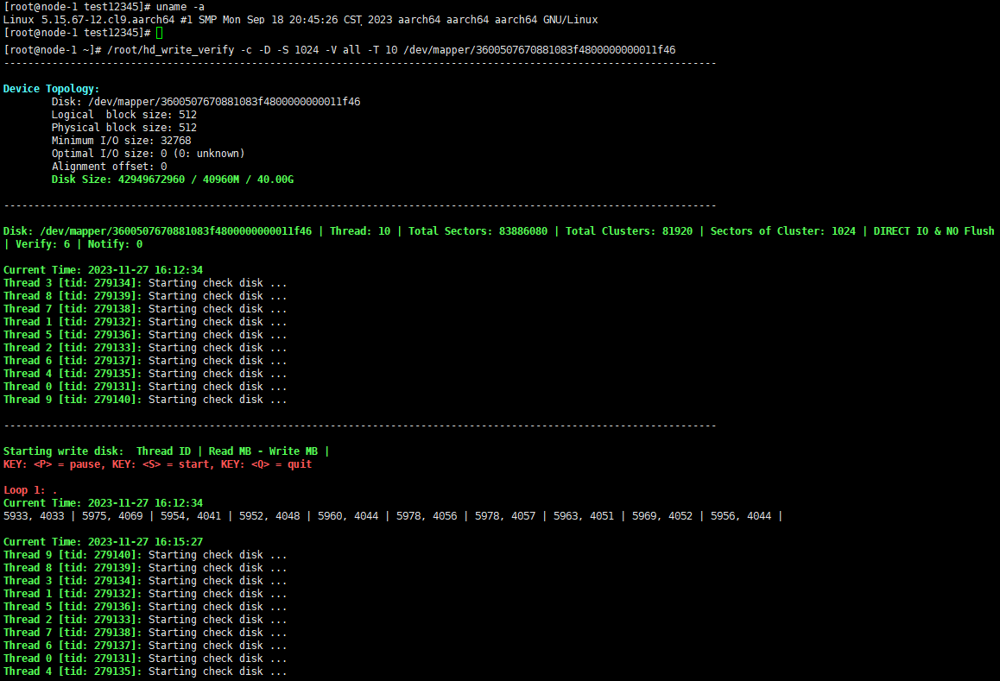 [root@node-1 test12345]# uname -a
Linux 5.15.67-12.cl9.aarch64 #1 SMP Mon Sep 18 20:45:26 CST 2023 aarch64 aarch64 aarch64 GNU/Linux
[root@node-1 test12345]#
[root@node-1 ~]# /root/hd_write_verify -c -D -S 1024 -V all -T 10 /dev/mapper/3600507670881083f4800000000011f46
----------------------------------------------------------------------------------------------------------------------
Device Topology:
Disk: /dev/mapper/3600507670881083f4800000000011f46
Logical  block size: 512
Physical block size: 512
Minimum I/O size: 32768
Optimal I/O size: 0 (0: unknown)
Alignment offset: 0
Disk Size: 42949672960 / 40960M / 40.00G
----------------------------------------------------------------------------------------------------------------------
Disk: /dev/mapper/3600507670881083f4800000000011f46 | Thread: 10 | Total Sectors: 83886080 | Total Clusters: 81920 | Sectors of Cluster: 1024 | DIRECT IO & NO Flush
| Verify: 6 | Notify: 0
Current Time: 2023-11-27 16:12:34
Thread 3 [tid: 279134]: Starting check disk ...
Thread 8 [tid: 279139]: Starting check disk ...
Thread 7 [tid: 279138]: Starting check disk ...
Thread 1 [tid: 279132]: Starting check disk ...
Thread 5 [tid: 279136]: Starting check disk ...
Thread 2 [tid: 279133]: Starting check disk ...
Thread 6 [tid: 279137]: Starting check disk ...
Thread 4 [tid: 279135]: Starting check disk ...
Thread 0 [tid: 279131]: Starting check disk ...
Thread 9 [tid: 279140]: Starting check disk ...
----------------------------------------------------------------------------------------------------------------------
Starting write disk:  Thread ID | Read MB - Write MB |
KEY: <P> = pause, KEY: <S> = start, KEY: <Q> = quit
Loop 1: .
Current Time: 2023-11-27 16:12:34
5933, 4033 | 5975, 4069 | 5954, 4041 | 5952, 4048 | 5960, 4044 | 5978, 4056 | 5978, 4057 | 5963, 4051 | 5969, 4052 | 5956, 4044 |
Current Time: 2023-11-27 16:15:27
Thread 9 [tid: 279140]: Starting check disk ...
Thread 8 [tid: 279139]: Starting check disk ...
Thread 3 [tid: 279134]: Starting check disk ...
Thread 1 [tid: 279132]: Starting check disk ...
Thread 5 [tid: 279136]: Starting check disk ...
Thread 2 [tid: 279133]: Starting check disk ...
Thread 7 [tid: 279138]: Starting check disk ...
Thread 6 [tid: 279137]: Starting check disk ...
Thread 0 [tid: 279131]: Starting check disk ...
Thread 4 [tid: 279135]: Starting check disk ...